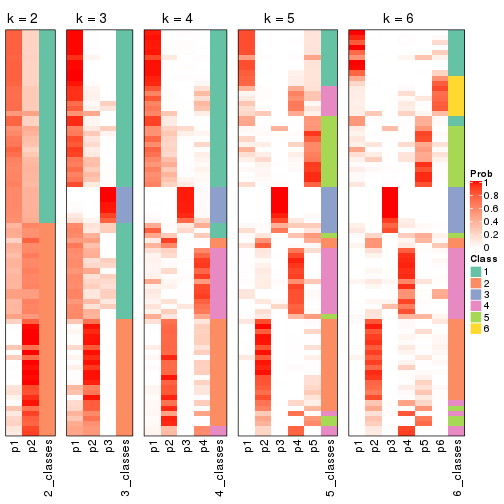 k = 2
k = 3
k = 4
k = 5
k = 6
p1
p2
2_classes
p1
p2
p3
3_classes
p1
p2
p3
p4
4_classes
p1
p2
p3
p4
p5
5_classes
p1
p2
p3
p4
p5
p6
6_classes
Prob
1
0.8
0.6
0.4
0.2
0
Class
1
2
3
4
5
6